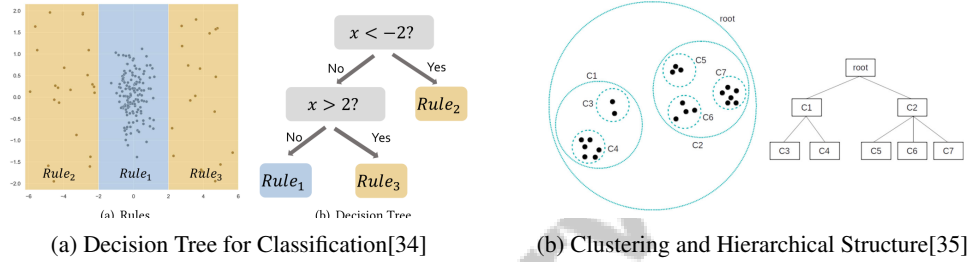 2.0
1.5
1.0
0.5
0.0
-0.5
-1.0
-1.5
-2.0
Rule₂
Rule₁
Rule₃
-6 -4 -2 0 2 4 6
(a) Rules
x < −2?
No
Yes
x > 2?
Rule₂
No
Yes
Rule₁
Rule₃
(b) Decision Tree
root
C1
C3
C4
C5
C7
C6
C2
root
C1 C2
C3 C4 C5 C6 C7
(a) Decision Tree for Classification[34]
(b) Clustering and Hierarchical Structure[35]